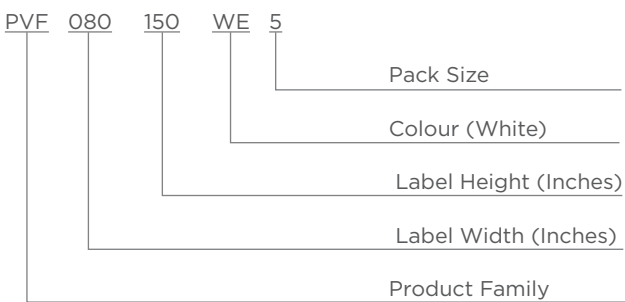 PVF 080 150 WE 5
Pack Size
Colour (White)
Label Height (Inches)
Label Width (Inches)
Product Family